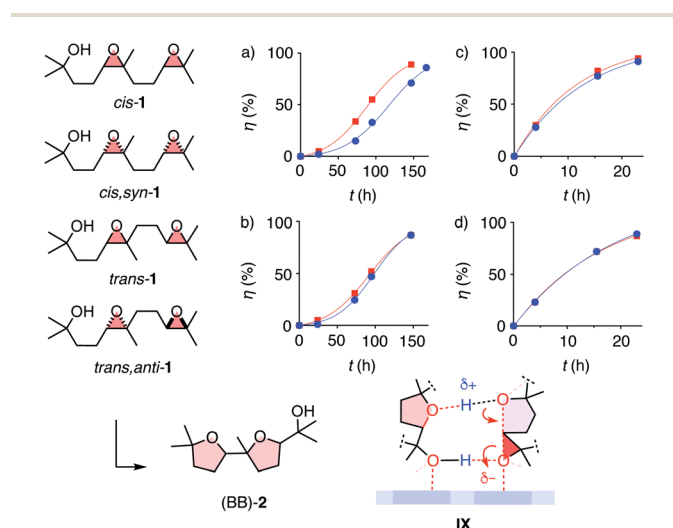 OH O O
cis-1
OH O O
cis,syn-1
OH O O
trans-1
OH O O
trans,anti-1
a)
η (%)
100
50
0
0 50 100 150
t (h)
c)
η (%)
100
50
0
0 10 20
t (h)
b)
η (%)
100
50
0
0 50 100 150
t (h)
d)
η (%)
100
50
0
0 10 20
t (h)
O O OH
(BB)-2
δ+
O H O
O H O
δ−
IX